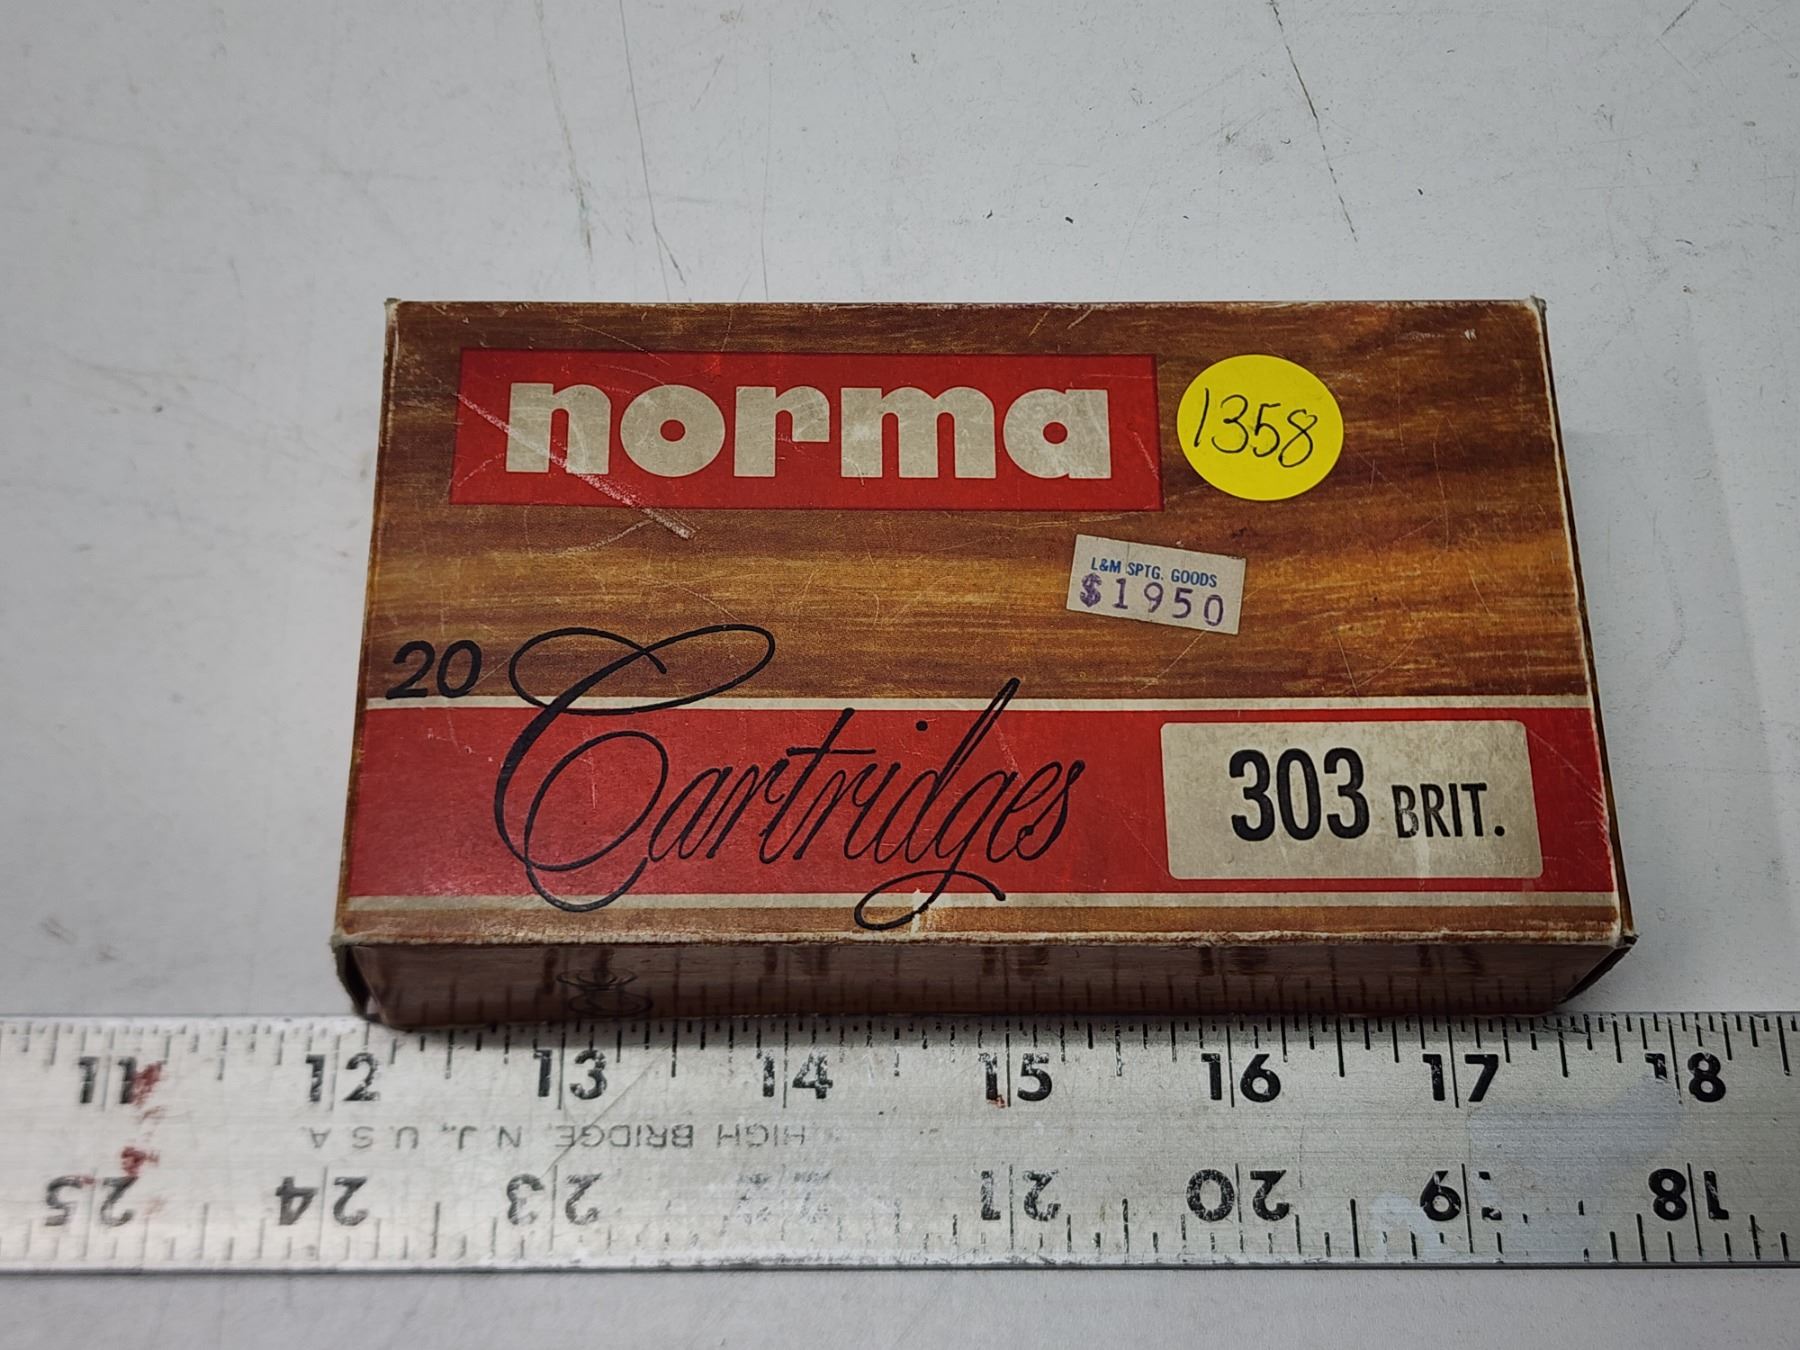 norma
1358
L&M SPTG. GOODS
$1950
20 Cartridges
303 BRIT.
11 12 13 14 15 16 17 18
HIGH BRIDGE, N.J., U.S.A
25 24 23 22 21 20 19 18